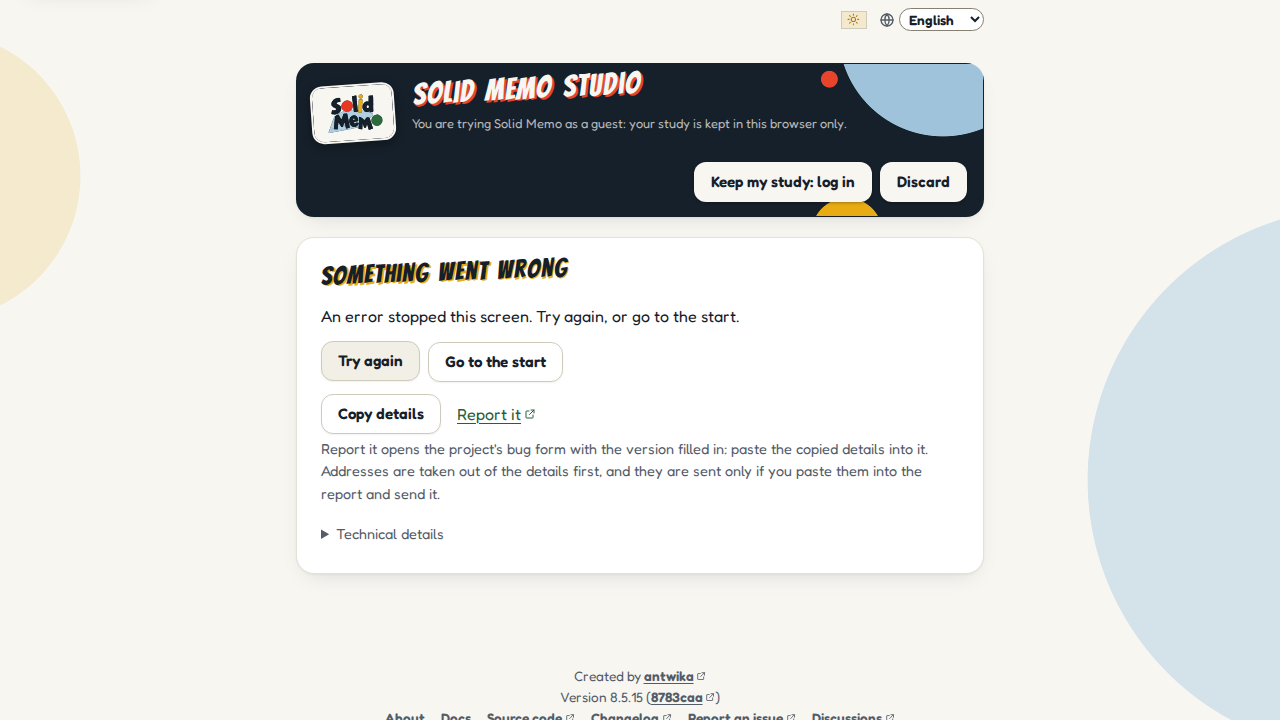 English
Solid Memo
SOLID MEMO STUDIO
You are trying Solid Memo as a guest: your study is kept in this browser only.
Keep my study: log in
Discard
SOMETHING WENT WRONG
An error stopped this screen. Try again, or go to the start.
Try again
Go to the start
Copy details
Report it
Report it opens the project's bug form with the version filled in: paste the copied details into it.
Addresses are taken out of the details first, and they are sent only if you paste them into the
report and send it.
Technical details
Created by antwika
Version 8.5.15 (8783caa)
About Docs Source code Changelog Report an issue Discussions